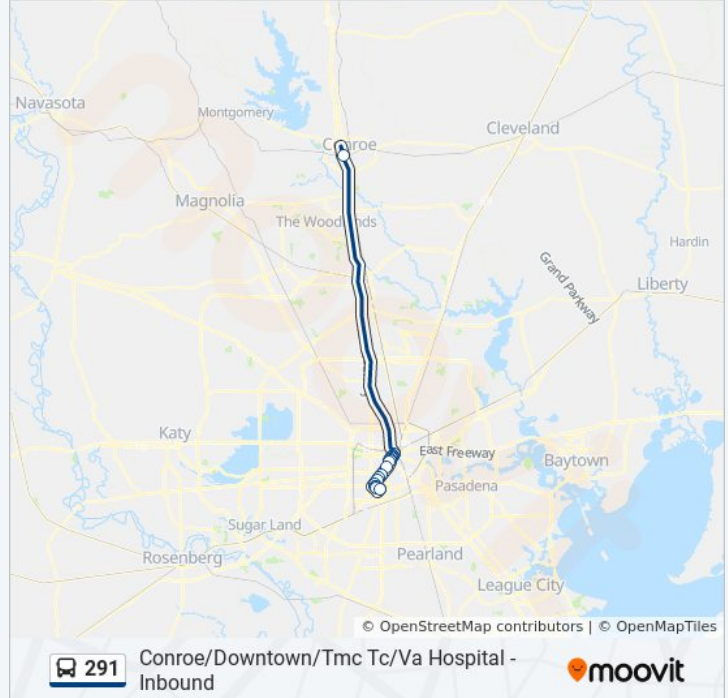 Navasota
Montgomery
Conroe
Cleveland
Magnolia
The Woodlands
Hardin
Grand Parkway
Liberty
Katy
East Freeway
Baytown
Pasadena
Sugar Land
Rosenberg
Pearland
League City
© OpenStreetMap contributors | © OpenMapTiles
291
Conroe/Downtown/Tmc Tc/Va Hospital -
Inbound
moovit